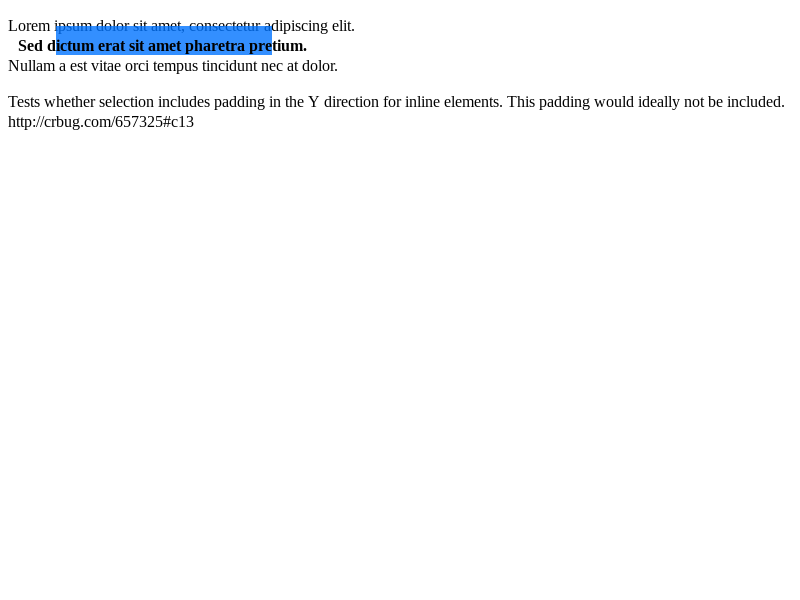 Lorem ipsum dolor sit amet, consectetur adipiscing elit.
Sed dictum erat sit amet pharetra pretium.
Nullam a est vitae orci tempus tincidunt nec at dolor.
Tests whether selection includes padding in the Y direction for inline elements. This padding would ideally not be included.
http://crbug.com/657325#c13